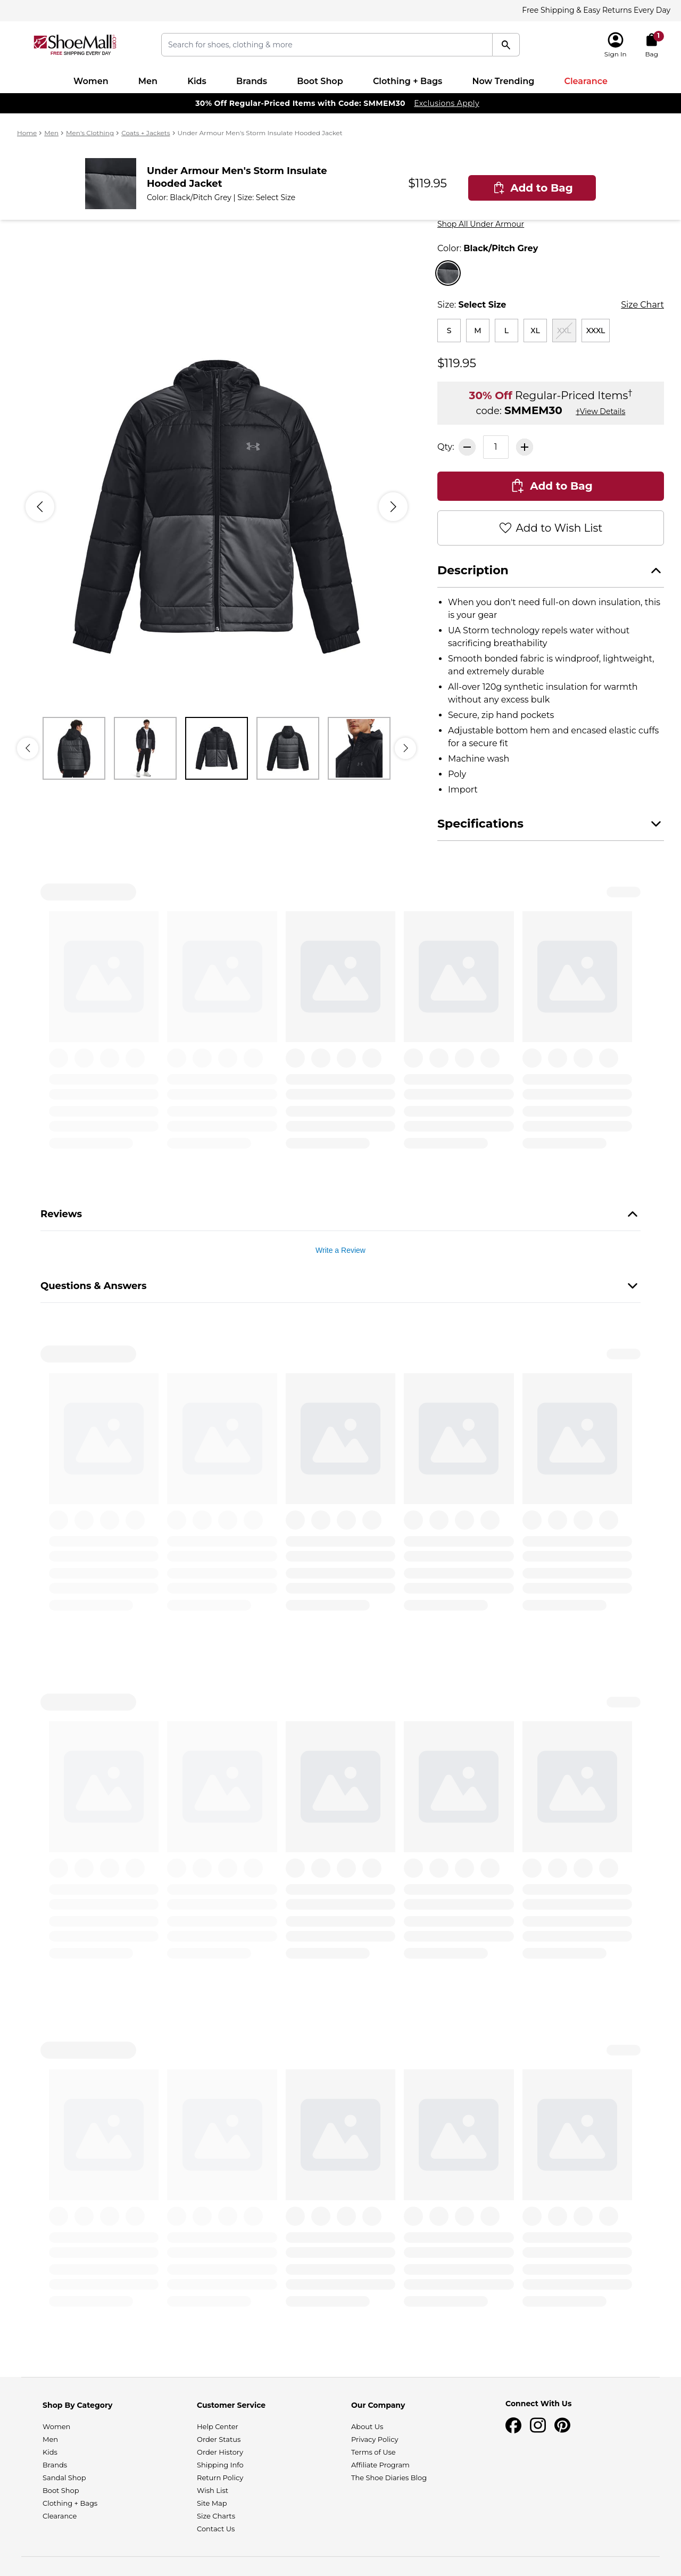 Free Shipping & Easy Returns Every Day
ShoeMall.com
FREE SHIPPING EVERY DAY
Search for shoes, clothing & more
Sign In
1
Bag
Women Men Kids Brands Boot Shop Clothing + Bags Now Trending Clearance
30% Off Regular-Priced Items with Code: SMMEM30 Exclusions Apply
Home > Men > Men's Clothing > Coats + Jackets > Under Armour Men's Storm Insulate Hooded Jacket
Under Armour Men's Storm Insulate
Hooded Jacket
Color: Black/Pitch Grey | Size: Select Size
$119.95
Add to Bag
Shop All Under Armour
Color: Black/Pitch Grey
Size: Select Size
Size Chart
S M L XL XXL XXXL
$119.95
30% Off Regular-Priced Items†
code: SMMEM30 †View Details
Qty: 1
Add to Bag
Add to Wish List
Description
When you don't need full-on down insulation, this
is your gear
UA Storm technology repels water without
sacrificing breathability
Smooth bonded fabric is windproof, lightweight,
and extremely durable
All-over 120g synthetic insulation for warmth
without any excess bulk
Secure, zip hand pockets
Adjustable bottom hem and encased elastic cuffs
for a secure fit
Machine wash
Poly
Import
Specifications
Reviews
Write a Review
Questions & Answers
Shop By Category
Women
Men
Kids
Brands
Sandal Shop
Boot Shop
Clothing + Bags
Clearance
Customer Service
Help Center
Order Status
Order History
Shipping Info
Return Policy
Wish List
Site Map
Size Charts
Contact Us
Our Company
About Us
Privacy Policy
Terms of Use
Affiliate Program
The Shoe Diaries Blog
Connect With Us